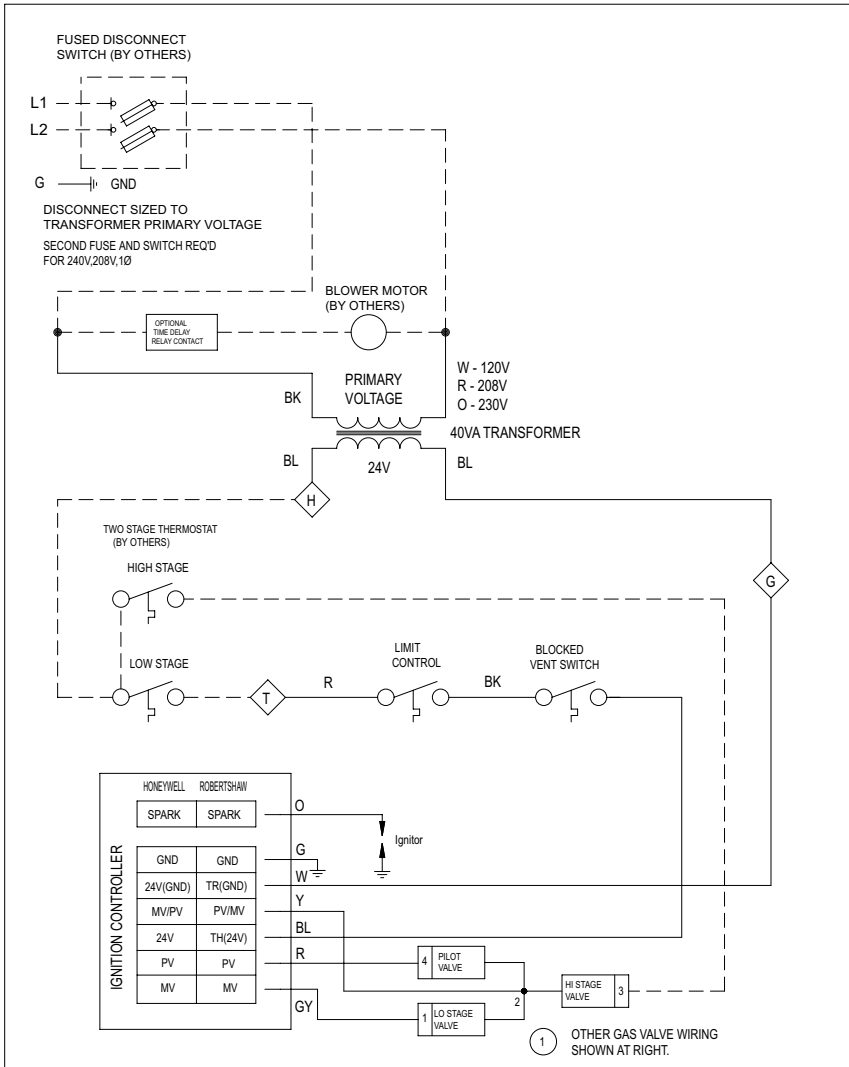 FUSED DISCONNECT
SWITCH (BY OTHERS)
L1
L2
G
GND
DISCONNECT SIZED TO
TRANSFORMER PRIMARY VOLTAGE
SECOND FUSE AND SWITCH REQ'D
FOR 240V,208V,1Ø
BLOWER MOTOR
(BY OTHERS)
OPTIONAL
TIME DELAY
RELAY CONTACT
W - 120V
R - 208V
O - 230V
PRIMARY
VOLTAGE
BK
40VA TRANSFORMER
BL
24V
BL
H
TWO STAGE THERMOSTAT
(BY OTHERS)
HIGH STAGE
G
LOW STAGE
LIMIT
CONTROL
BLOCKED
VENT SWITCH
T
R
BK
IGNITION CONTROLLER
HONEYWELL ROBERTSHAW
SPARK SPARK
O
Ignitor
GND GND
G
24V(GND) TR(GND)
W
MV/PV PV/MV
Y
24V TH(24V)
BL
PV PV
R
MV MV
GY
4 PILOT
VALVE
2
HI STAGE
VALVE
3
1 LO STAGE
VALVE
1 OTHER GAS VALVE WIRING
SHOWN AT RIGHT.